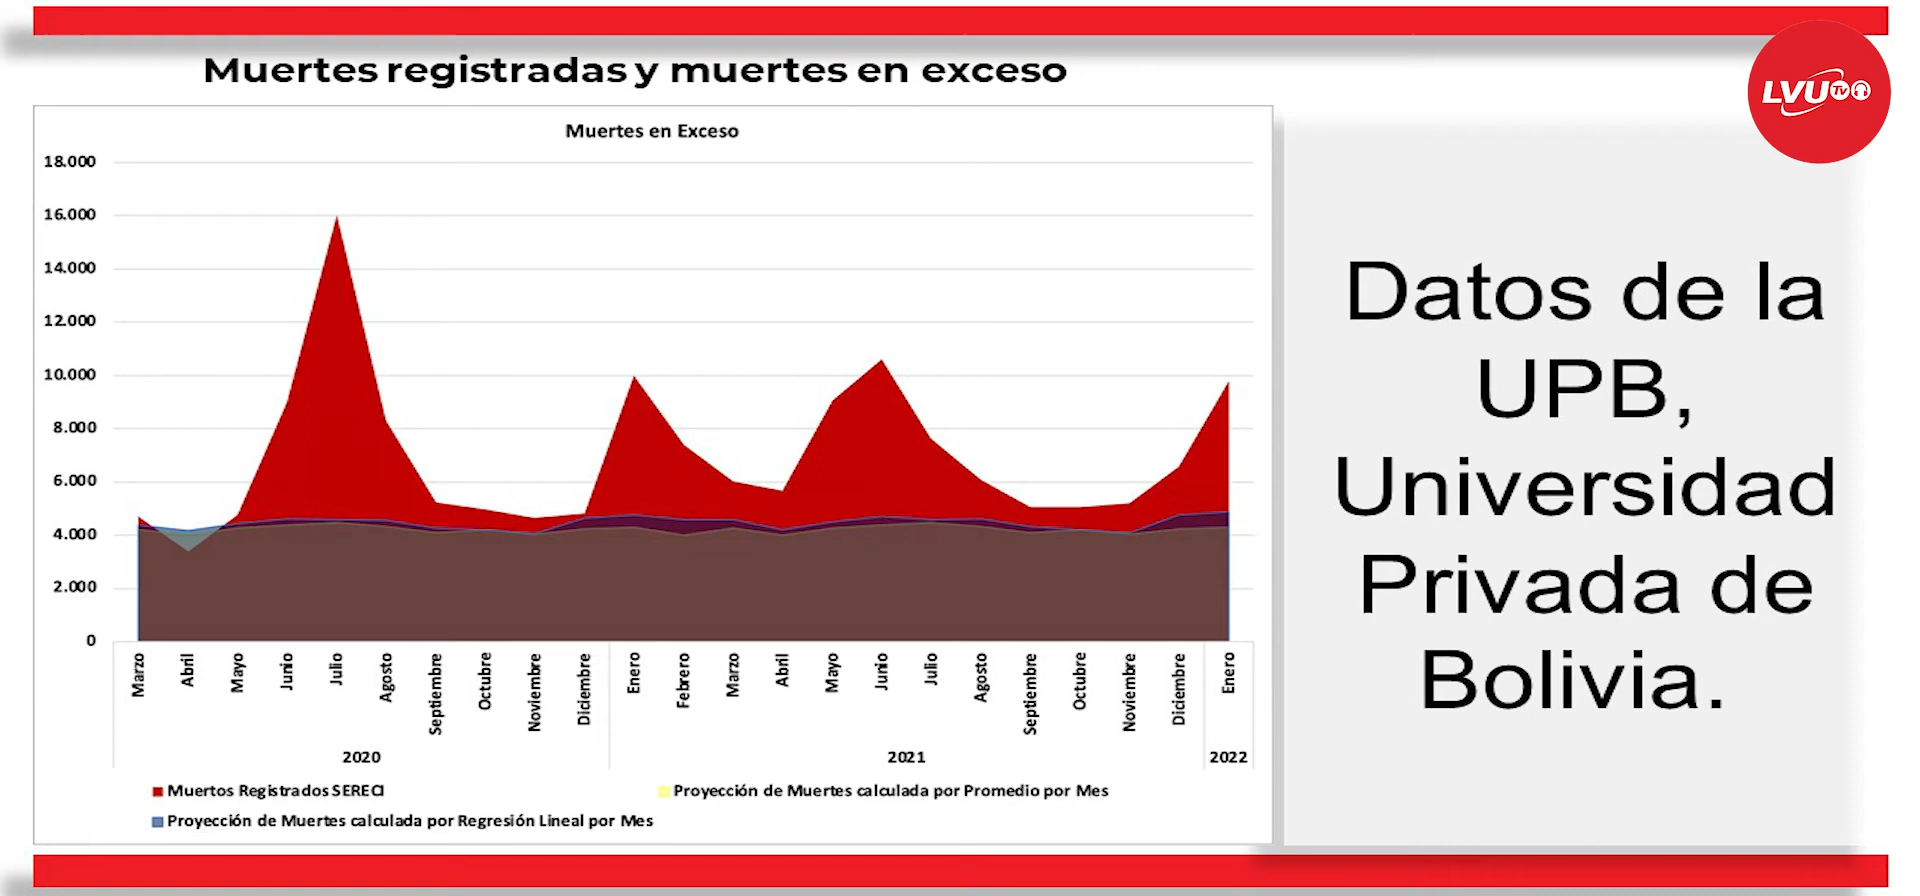 Muertes registradas y muertes en exceso
LVU TV
Muertes en Exceso
18.000
16.000
14.000
12.000
10.000
8.000
6.000
4.000
2.000
0
Marzo
Abril
Mayo
Junio
Julio
Agosto
Septiembre
Octubre
Noviembre
Diciembre
Enero
Febrero
Marzo
Abril
Mayo
Junio
Julio
Agosto
Septiembre
Octubre
Noviembre
Diciembre
Enero
2020
2021
2022
Muertos Registrados SERECI
Proyección de Muertes calculada por Promedio por Mes
Proyección de Muertes calculada por Regresión Lineal por Mes
Datos de la
UPB,
Universidad
Privada de
Bolivia.